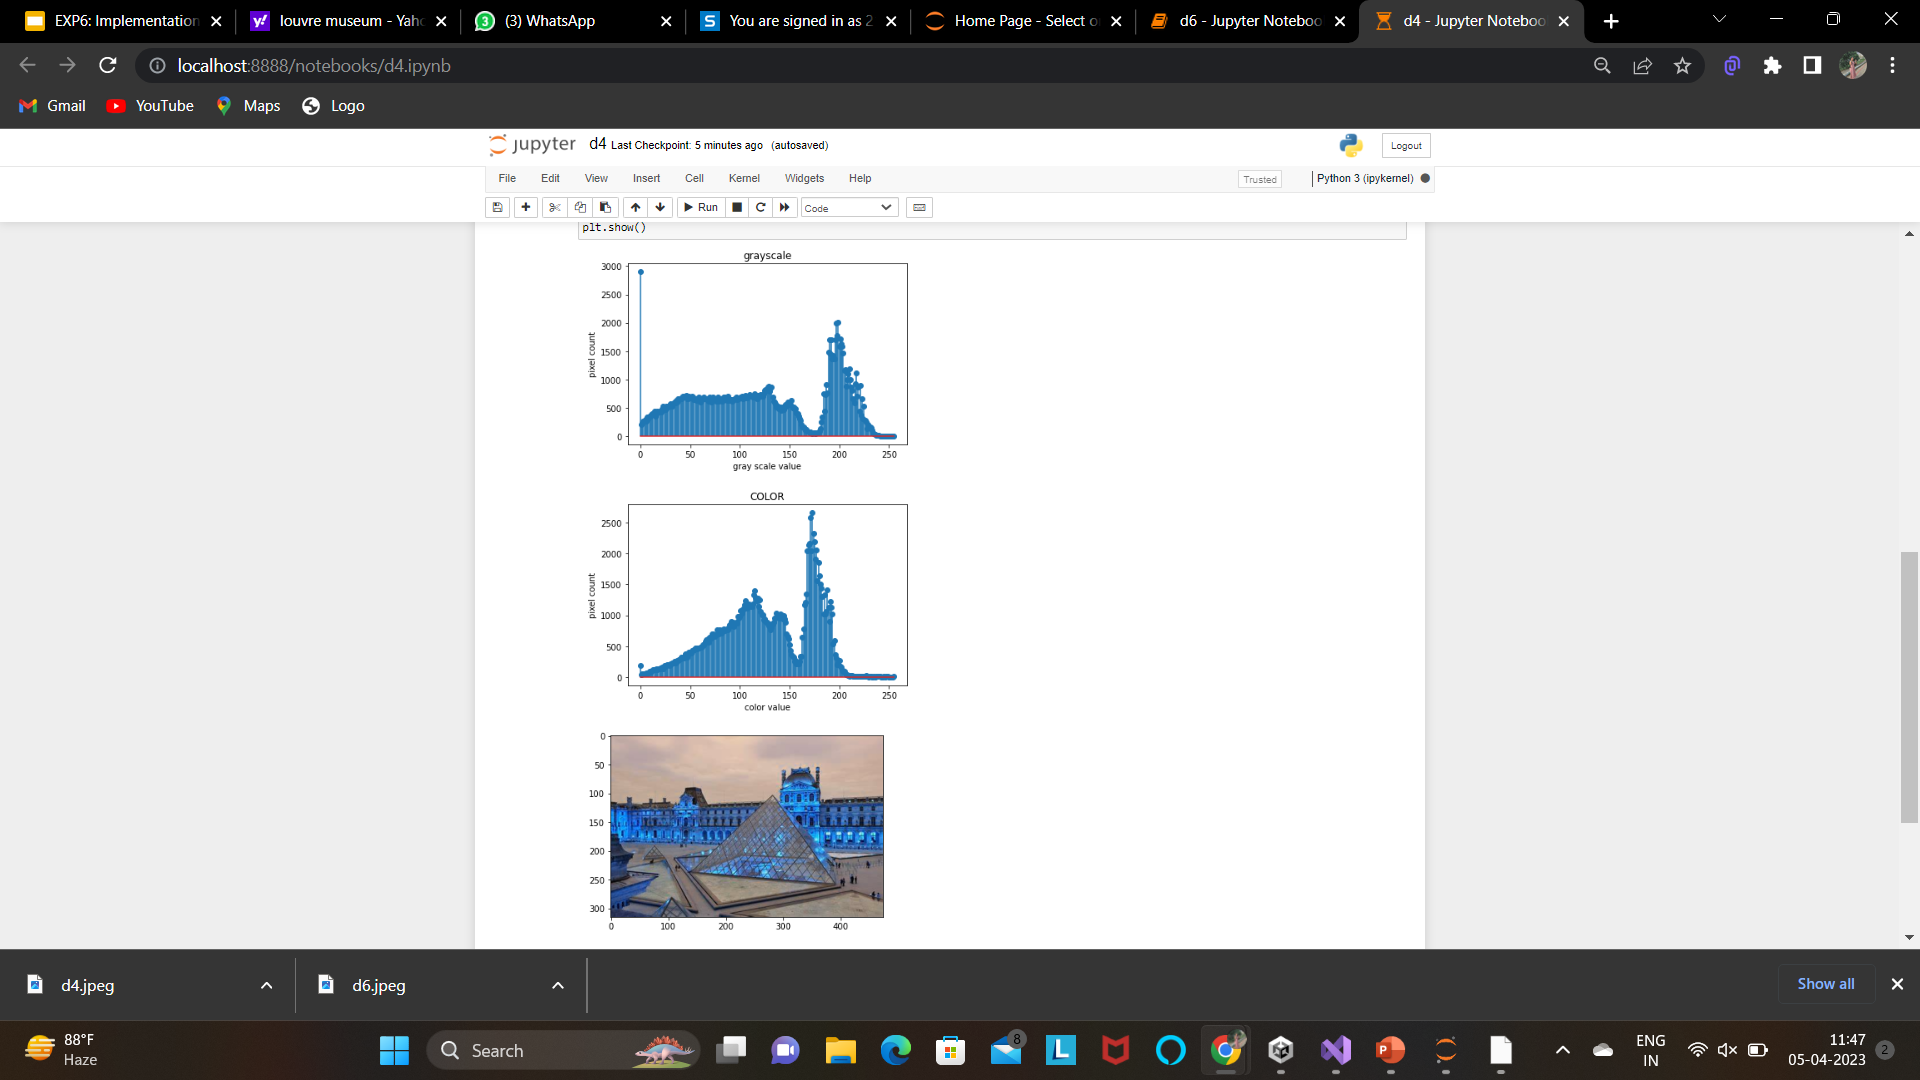 EXP6: Implementation
louvre museum - Yah
(3) WhatsApp
You are signed in as 2
Home Page - Select o
d6 - Jupyter Noteboo
d4 - Jupyter Noteboo
localhost:8888/notebooks/d4.ipynb
Gmail
YouTube
Maps
Logo
jupyter
d4 Last Checkpoint: 5 minutes ago (autosaved)
Logout
File Edit View Insert Cell Kernel Widgets Help
Trusted
Python 3 (ipykernel)
Run
Code
plt.show()
grayscale
3000
2500
2000
1500
1000
500
0
pixel count
0 50 100 150 200 250
gray scale value
COLOR
2500
2000
1500
1000
500
0
pixel count
0 50 100 150 200 250
color value
0
50
100
150
200
250
300
0 100 200 300 400
d4.jpeg
d6.jpeg
Show all
88°F
Haze
Search
8
L
P
ENG
IN
11:47
05-04-2023
2